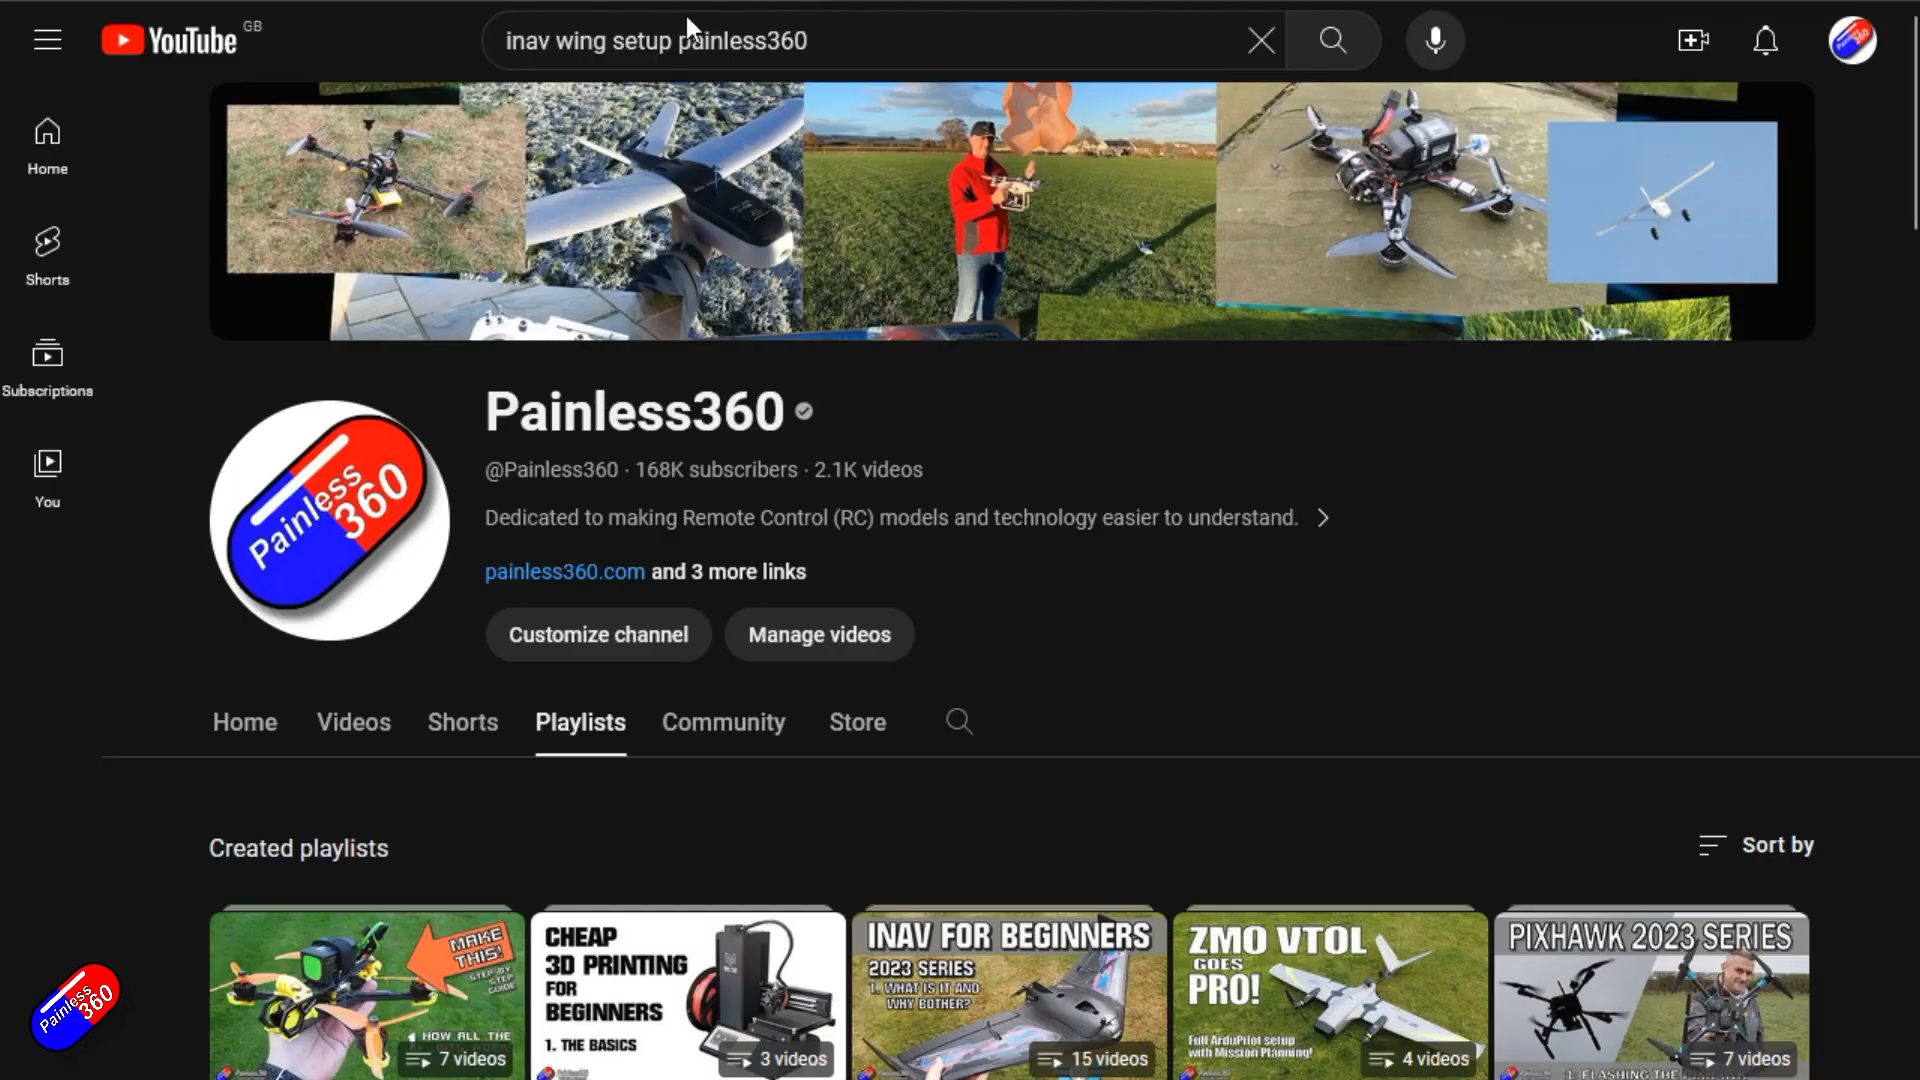 YouTube GB
inav wing setup painless360
Home
Shorts
Subscriptions
You
Painless360
Painless 360
@Painless360 · 168K subscribers · 2.1K videos
Dedicated to making Remote Control (RC) models and technology easier to understand.
painless360.com and 3 more links
Customize channel
Manage videos
Home
Videos
Shorts
Playlists
Community
Store
Created playlists
Sort by
MAKE
THIS!
STEP BY
STEP
GUIDE
1. HOW ALL THE
7 videos
CHEAP
3D PRINTING
FOR
BEGINNERS
1. THE BASICS
3 videos
INAV FOR BEGINNERS
2023 SERIES
1. WHAT IS IT AND
WHY BOTHER?
15 videos
ZMO VTOL
GOES
PRO!
Full ArduPilot setup
with Mission Planning!
4 videos
PIXHAWK 2023 SERIES
7 videos
Painless 360